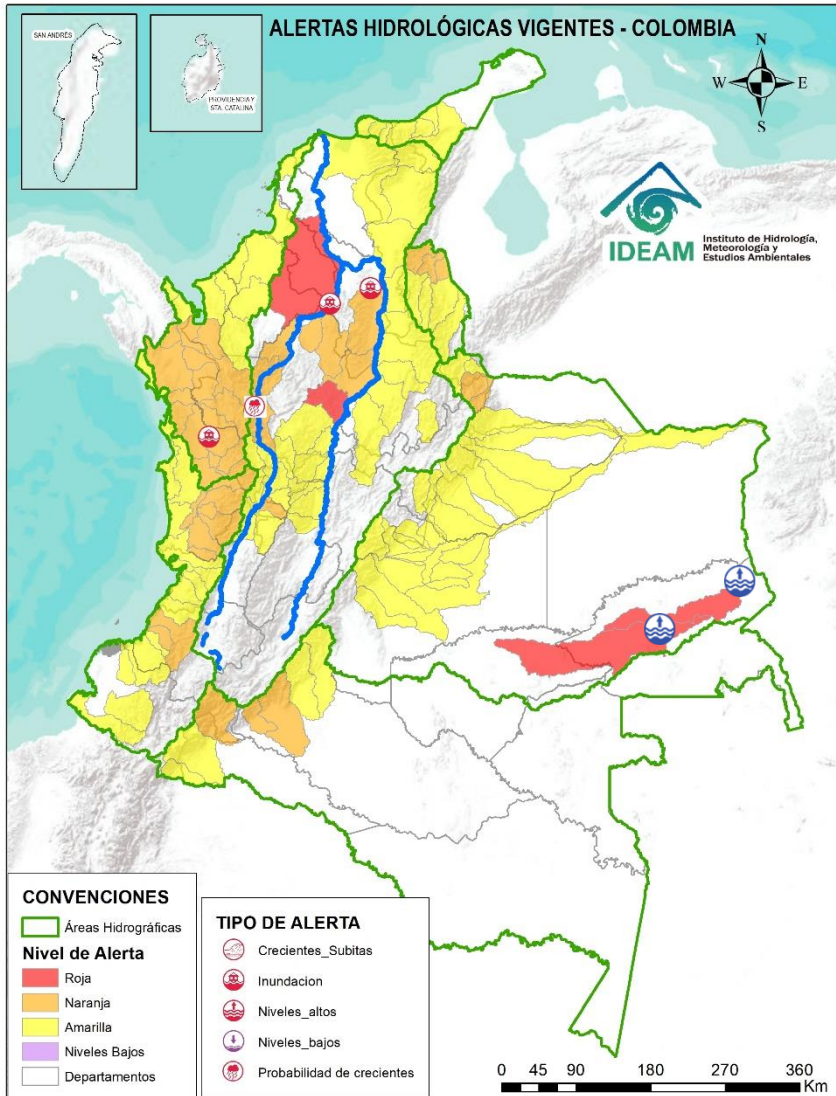 ALERTAS HIDROLÓGICAS VIGENTES - COLOMBIA
SAN ANDRÉS
PROVIDENCIA Y
STA. CATALINA
N
W
E
S
IDEAM
Instituto de Hidrología,
Meteorología y
Estudios Ambientales
CONVENCIONES
Áreas Hidrográficas
Nivel de Alerta
Roja
Naranja
Amarilla
Niveles Bajos
Departamentos
TIPO DE ALERTA
Crecientes_Subitas
Inundacion
Niveles_altos
Niveles_bajos
Probabilidad de crecientes
0 45 90 180 270 360
Km